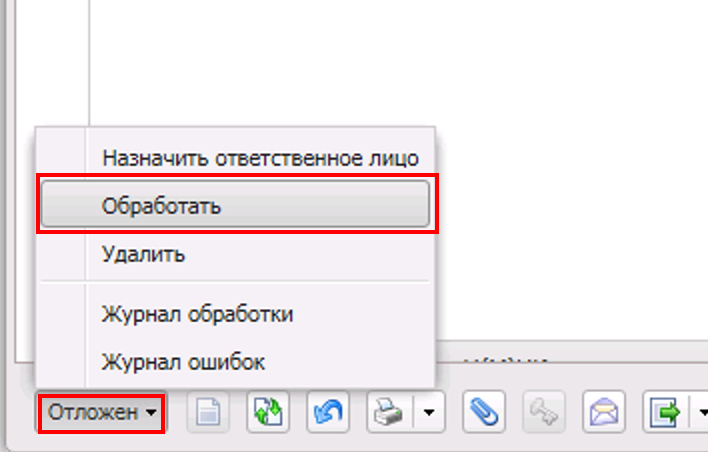 Назначить ответственное лицо
Обработать
Удалить
Журнал обработки
Журнал ошибок
Отложен